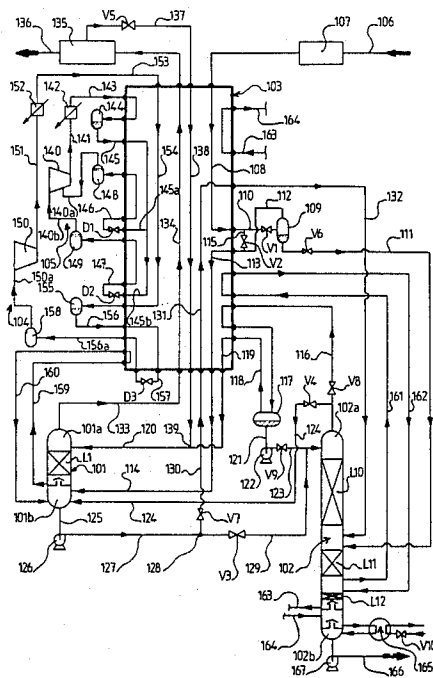 V5 137
136 135 107 106
153
152 142 143 103
144 164
141 163
151 140 145 154 138 108
148 112 132
146 145a 134 110 109
140a 115 V6 111
150 140b D1 V1
105 149 V2
113
150a 147
155 D2 131
104 156 145b 119 117 116 161 162
158 156a 118
160 159 D3 157 V4 V8
101a 139 121 124 102a
133 120 122
L1 130 V9 123
101 114 L10
101b 124
125 V7
126 127 128 V3 129 102
L11
L12
163
164 V10
165
102b
167 166